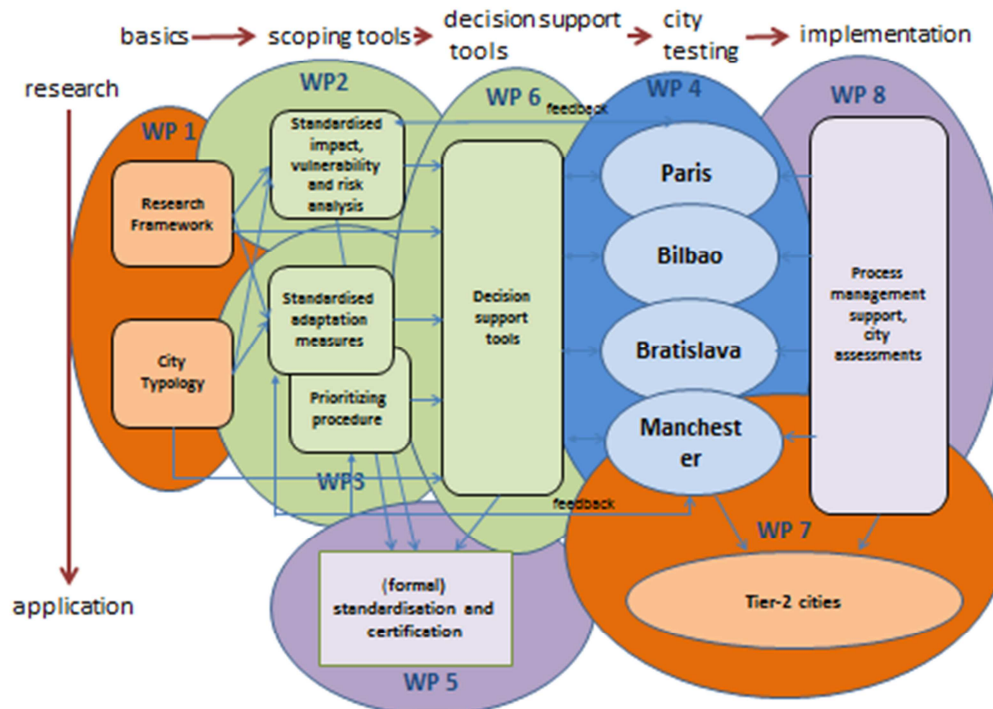 basics
scoping tools
decision support
tools
city
testing
implementation
research
application
WP 1
Research
Framework
City
Typology
WP2
Standardised
impact,
vulnerability
and risk
analysis
Standardised
adaptation
measures
Prioritizing
procedure
WP3
WP 6
Decision
support
tools
feedback
feedback
WP 4
Paris
Bilbao
Bratislava
Manchest
er
WP 8
Process
management
support,
city
assessments
WP 7
Tier-2 cities
(formal)
standardisation and
certification
WP 5